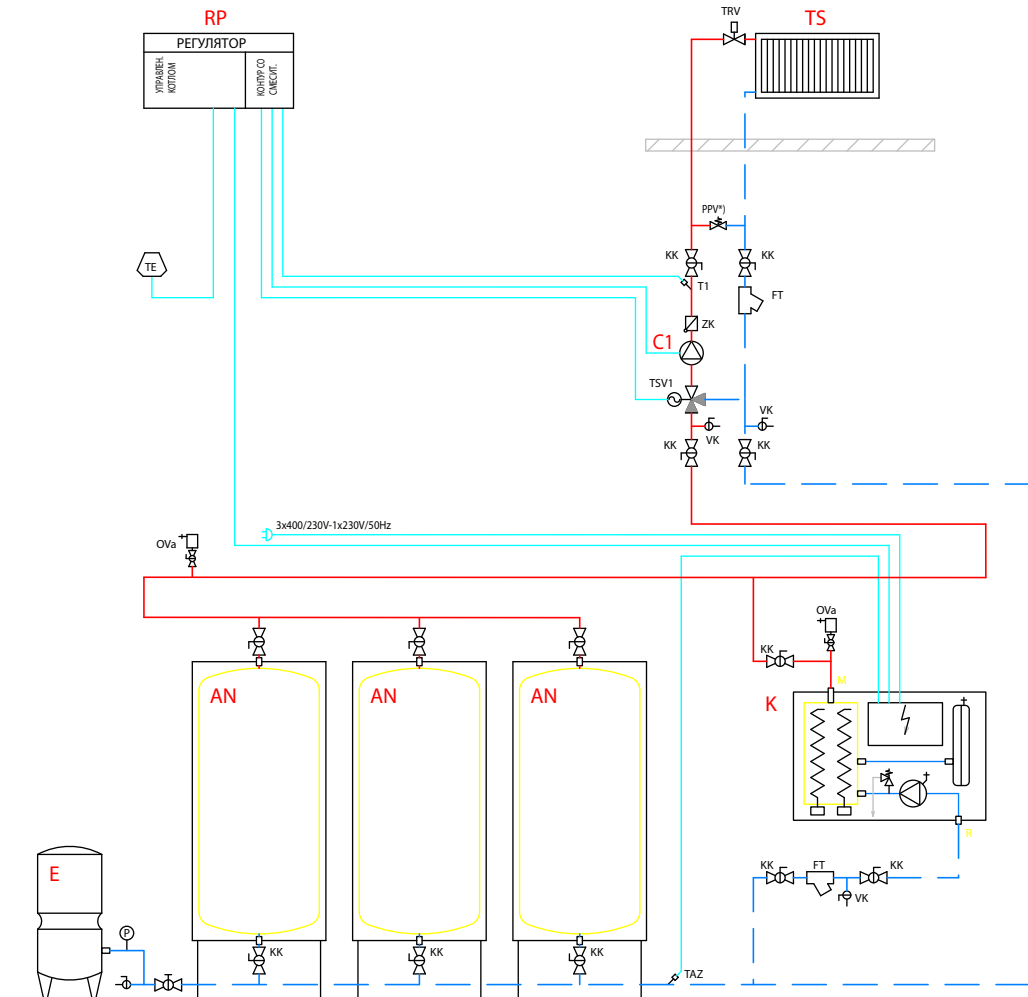 RP
РЕГУЛЯТОР
УПРАВЛЕН.
КОТЛОМ
КОНТУР СО
СМЕСИТ.
TRV
TS
PPV*)
KK
KK
TE
T1
FT
ZK
C1
TSV1
VK
VK
KK
KK
3x400/230V-1x230V/50Hz
OVa
OVa
KK
M
K
AN
AN
AN
R
E
KK
FT
KK
VK
P
KK
KK
KK
TAZ